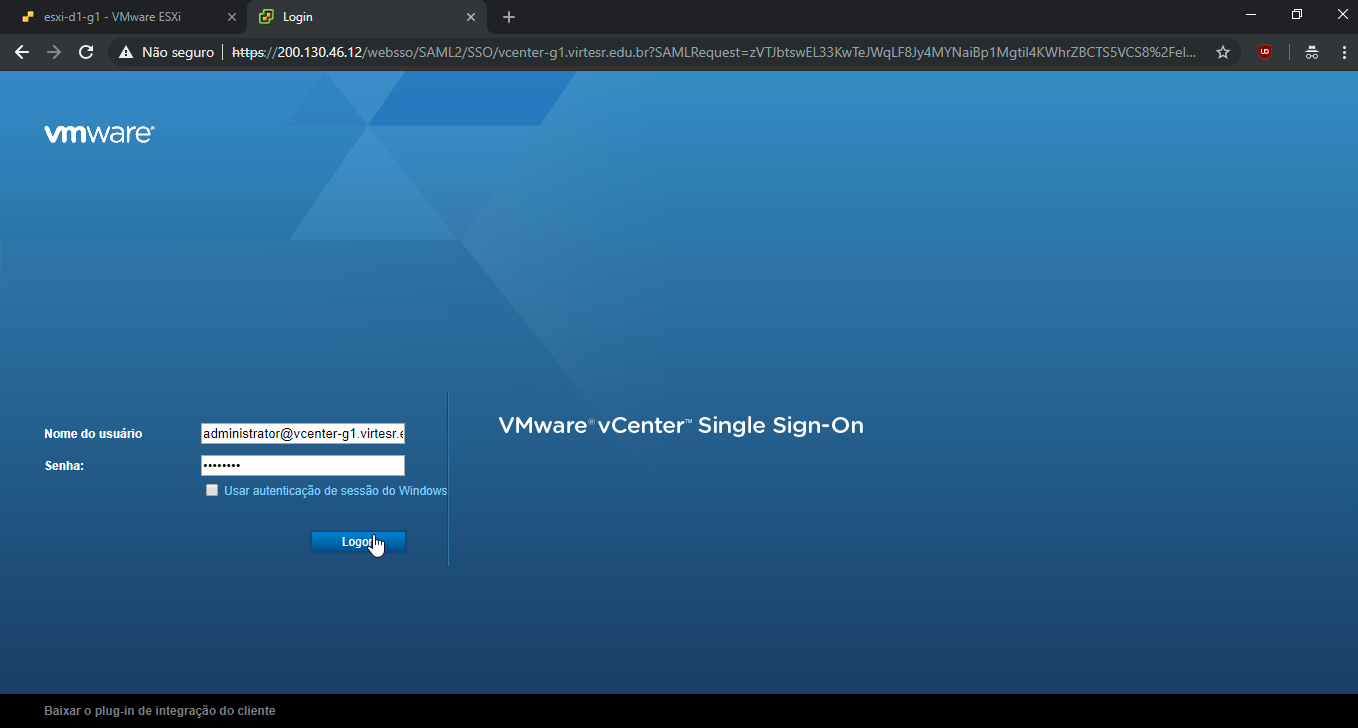 esxi-d1-g1 - VMware ESXi
Login
Não seguro
https://200.130.46.12/websso/SAML2/SSO/vcenter-g1.virtesr.edu.br?SAMLRequest=zVTJbtswEL33KwTeJWqLF8Jy4MYNaiBp1Mgtil4KWhrZBCTS5VCS8%2Fel...
vmware®
Nome do usuário
administrator@vcenter-g1.virtesr.e
VMware® vCenter™ Single Sign-On
Senha:
••••••••
Usar autenticação de sessão do Windows
Logon
Baixar o plug-in de integração do cliente